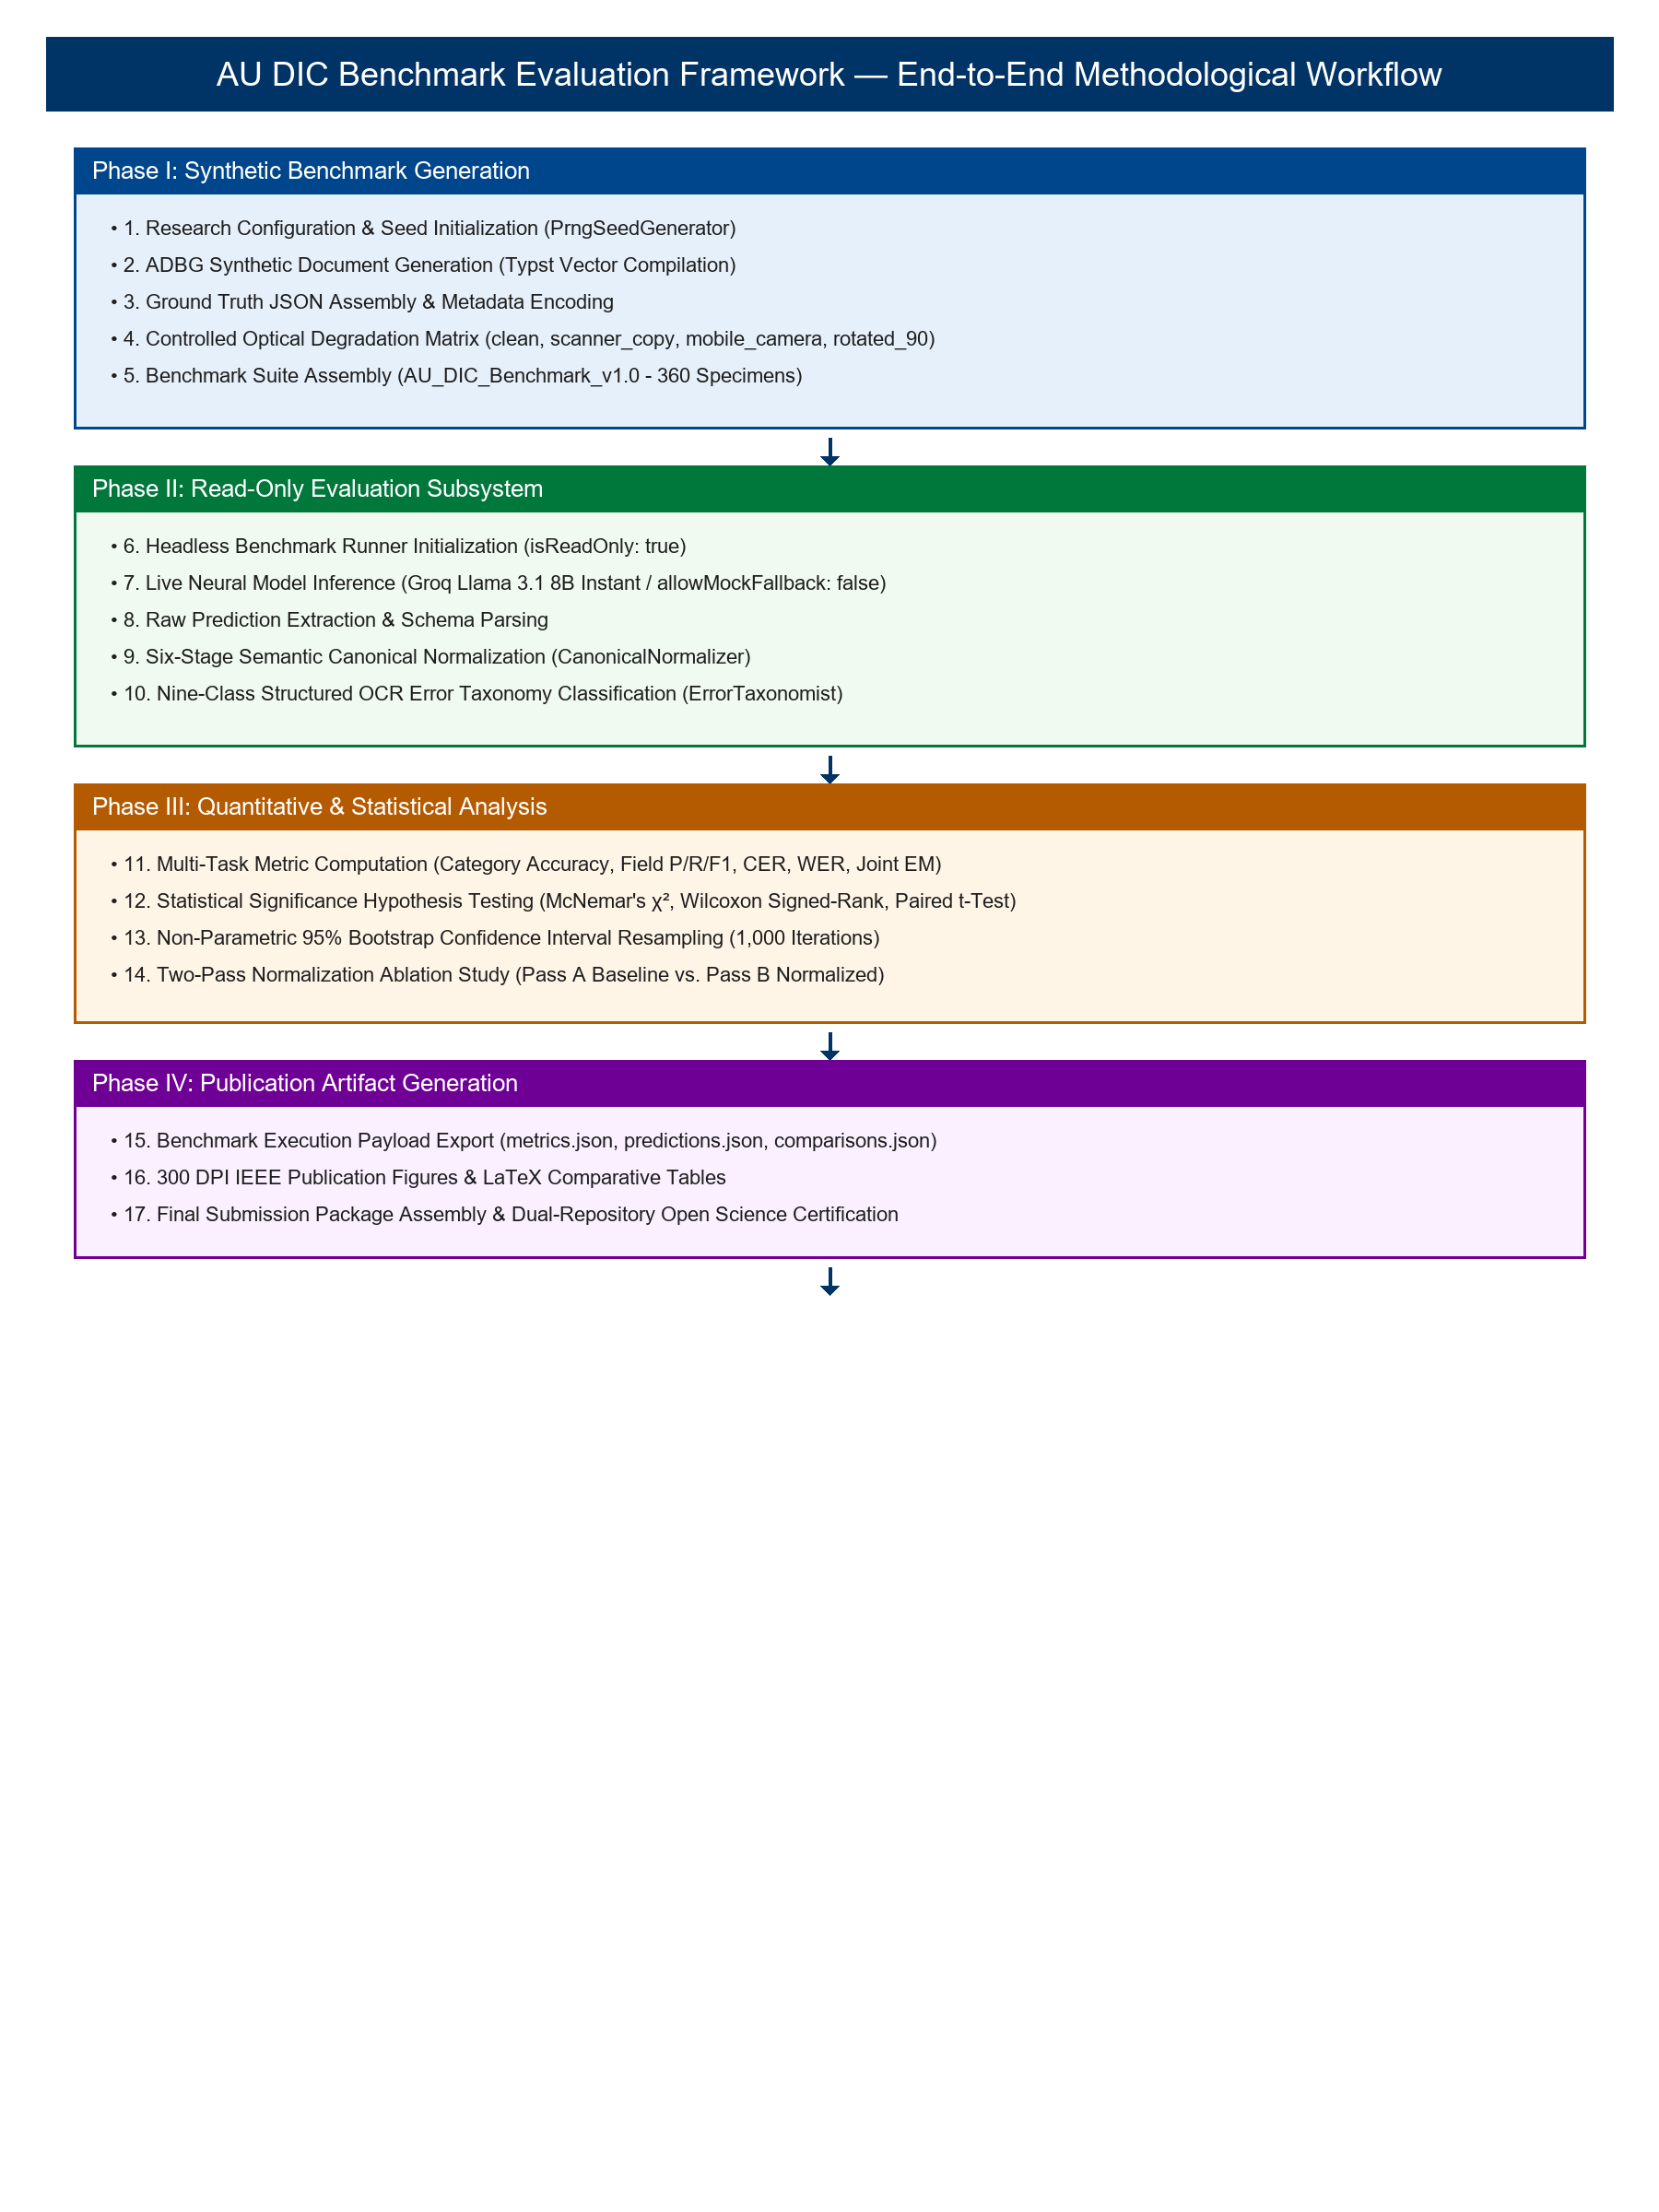 AU DIC Benchmark Evaluation Framework — End-to-End Methodological Workflow
Phase I: Synthetic Benchmark Generation
• 1. Research Configuration & Seed Initialization (PrngSeedGenerator)
• 2. ADBG Synthetic Document Generation (Typst Vector Compilation)
• 3. Ground Truth JSON Assembly & Metadata Encoding
• 4. Controlled Optical Degradation Matrix (clean, scanner_copy, mobile_camera, rotated_90)
• 5. Benchmark Suite Assembly (AU_DIC_Benchmark_v1.0 - 360 Specimens)
Phase II: Read-Only Evaluation Subsystem
• 6. Headless Benchmark Runner Initialization (isReadOnly: true)
• 7. Live Neural Model Inference (Groq Llama 3.1 8B Instant / allowMockFallback: false)
• 8. Raw Prediction Extraction & Schema Parsing
• 9. Six-Stage Semantic Canonical Normalization (CanonicalNormalizer)
• 10. Nine-Class Structured OCR Error Taxonomy Classification (ErrorTaxonomist)
Phase III: Quantitative & Statistical Analysis
• 11. Multi-Task Metric Computation (Category Accuracy, Field P/R/F1, CER, WER, Joint EM)
• 12. Statistical Significance Hypothesis Testing (McNemar's χ², Wilcoxon Signed-Rank, Paired t-Test)
• 13. Non-Parametric 95% Bootstrap Confidence Interval Resampling (1,000 Iterations)
• 14. Two-Pass Normalization Ablation Study (Pass A Baseline vs. Pass B Normalized)
Phase IV: Publication Artifact Generation
• 15. Benchmark Execution Payload Export (metrics.json, predictions.json, comparisons.json)
• 16. 300 DPI IEEE Publication Figures & LaTeX Comparative Tables
• 17. Final Submission Package Assembly & Dual-Repository Open Science Certification